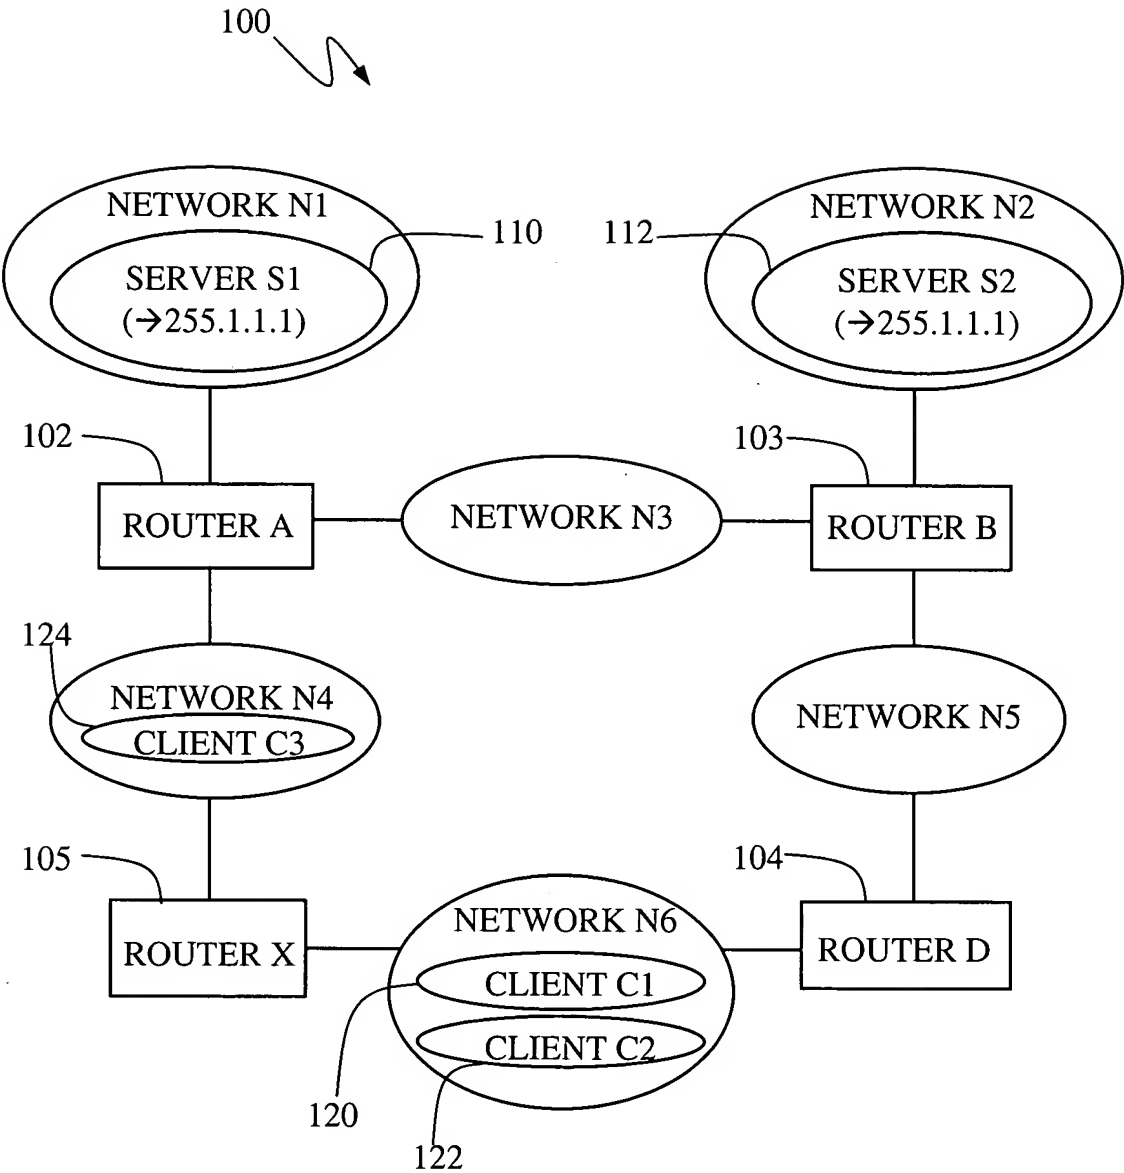 100
NETWORK N1
NETWORK N2
110
112
SERVER S1
(→255.1.1.1)
SERVER S2
(→255.1.1.1)
102
103
ROUTER A
NETWORK N3
ROUTER B
124
NETWORK N4
CLIENT C3
NETWORK N5
105
104
ROUTER X
NETWORK N6
ROUTER D
CLIENT C1
CLIENT C2
120
122